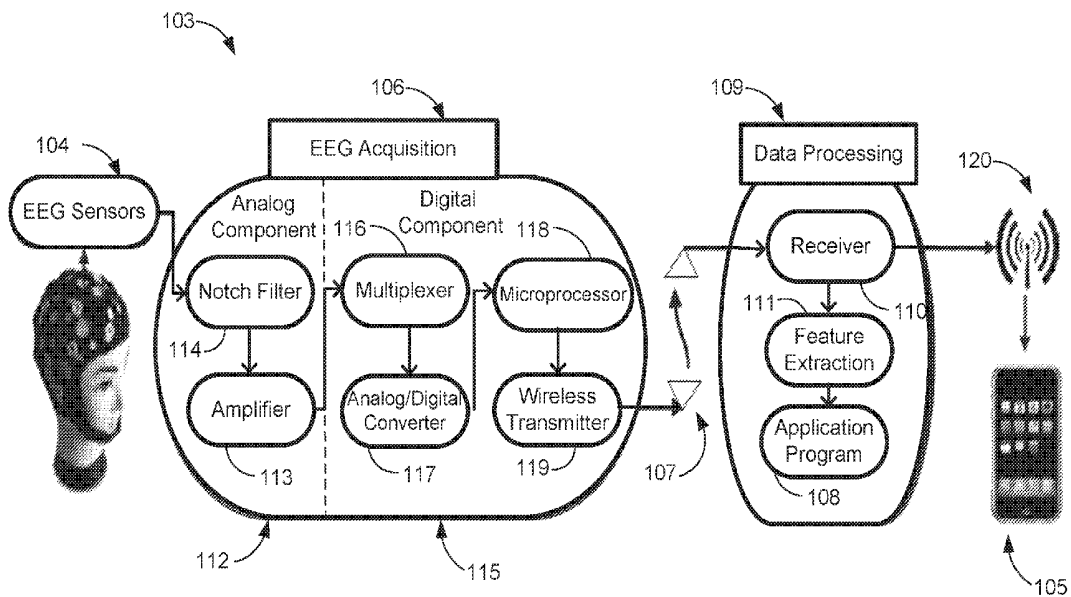 103
106
109
104
120
EEG Acquisition
Data Processing
EEG Sensors
Analog
Component
Digital
Component
116
118
Receiver
Notch Filter
Multiplexer
Microprocessor
111
110
114
Feature
Extraction
Amplifier
Analog/Digital
Converter
Wireless
Transmitter
Application
Program
113
117
119
107
108
112
115
105